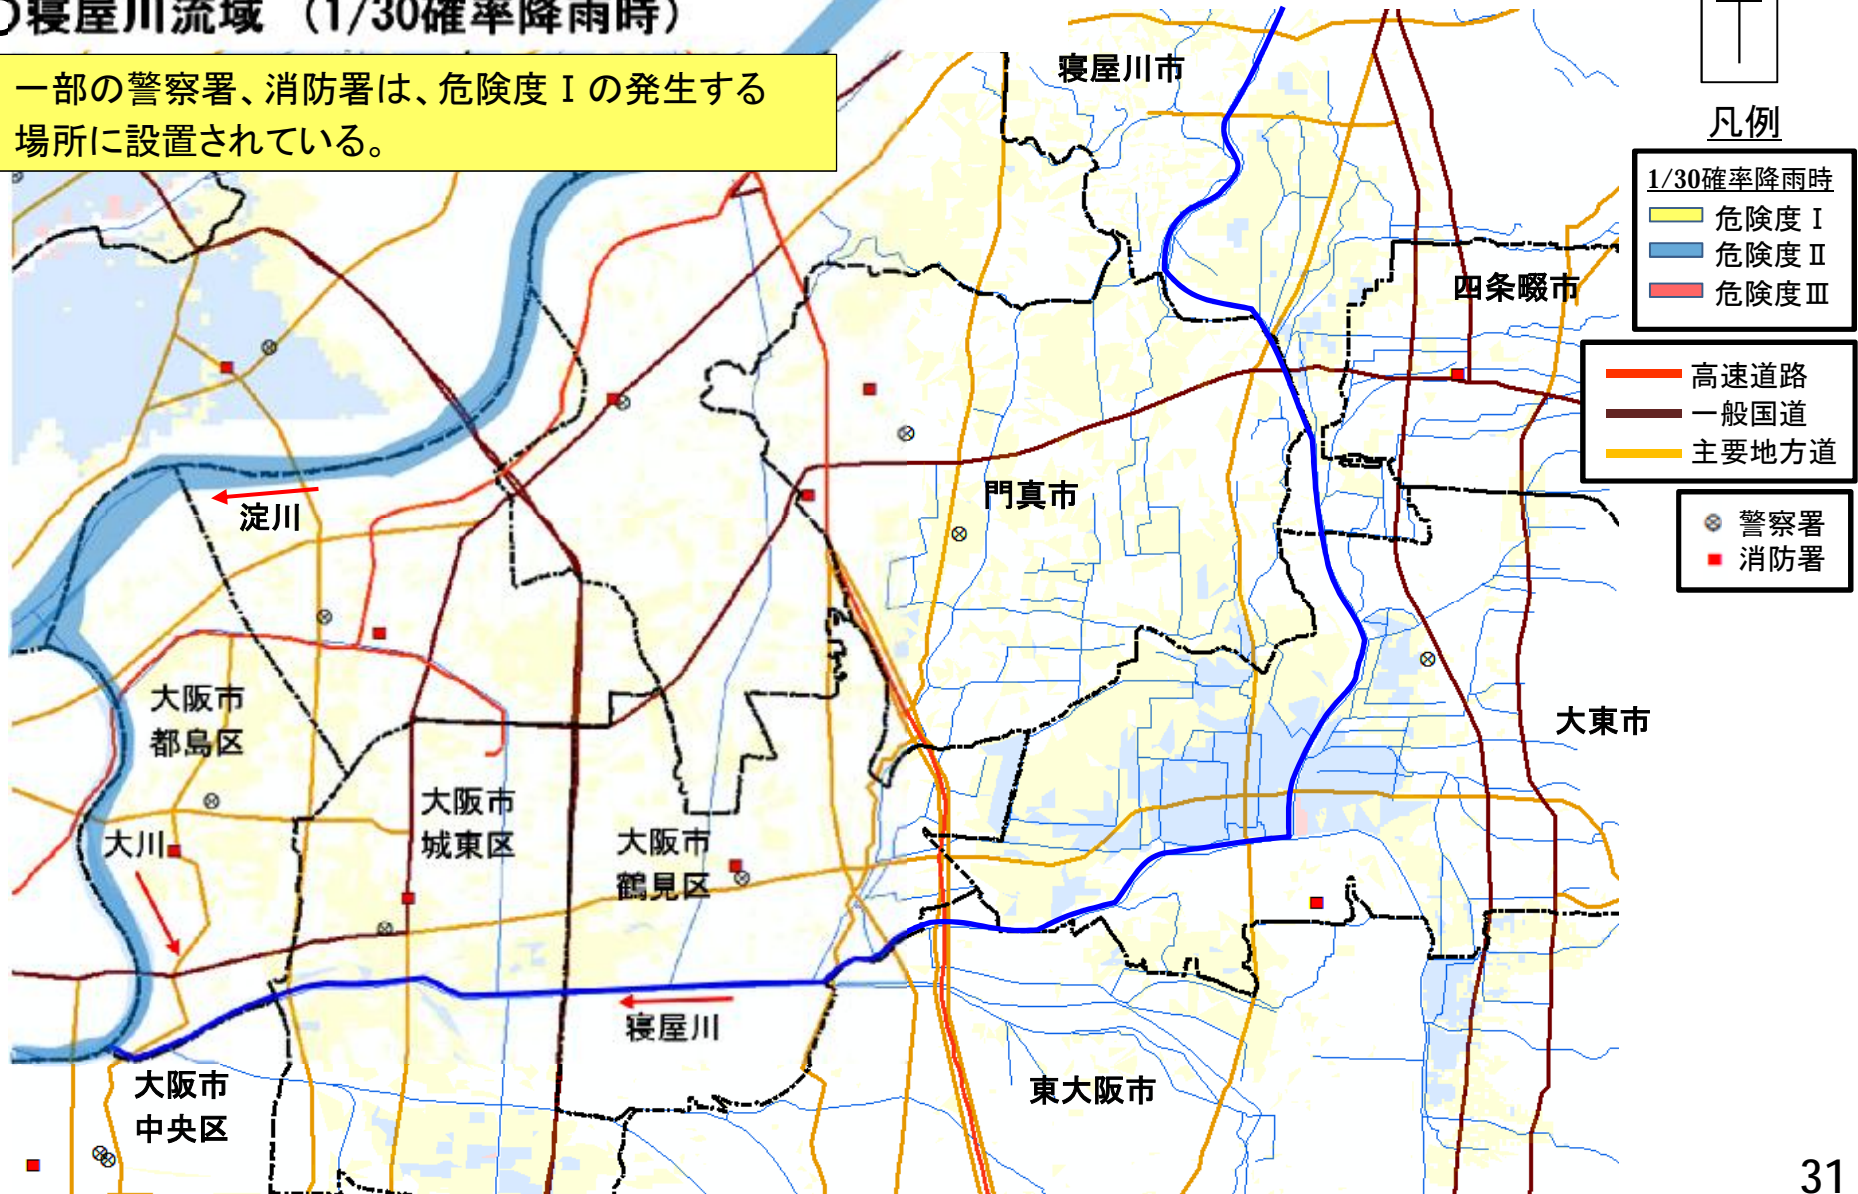 寝屋川流域 （1/30確率降雨時）
一部の警察署、消防署は、危険度Ⅰの発生する
場所に設置されている。
凡例
1/30確率降雨時
危険度Ⅰ
危険度Ⅱ
危険度Ⅲ
高速道路
一般国道
主要地方道
警察署
消防署
寝屋川市
四条畷市
門真市
淀川
大阪市
都島区
大東市
大阪市
城東区
大阪市
鶴見区
大川
寝屋川
大阪市
中央区
東大阪市
31